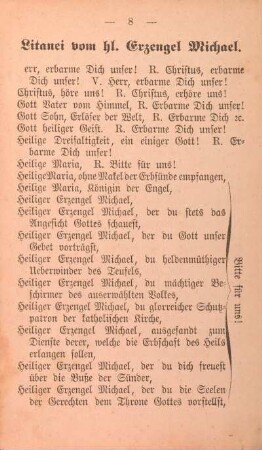 — 8 —
Litanei vom hl. Erzengel Michael.
err, erbarme Dich unser! R. Christus, erbarme
Dich unser! V. Herr, erbarme Dich unser!
Christus, höre uns! R. Christus, erhöre uns!
Gott Vater vom Himmel, R. Erbarme Dich unser!
Gott Sohn, Erlöser der Welt, R. Erbarme Dich ꝛc.
Gott heiliger Geist. R. Erbarme Dich unser!
Heilige Dreifaltigkeit, ein einiger Gott! R. Er-
barme Dich unser!
Heilige Maria, R. Bitte für uns!
Heilige Maria, ohne Makel der Erbsünde empfangen,
Heilige Maria, Königin der Engel,
Heiliger Erzengel Michael,
Heiliger Erzengel Michael, der du stets das
Angesicht Gottes schauest,
Heiliger Erzengel Michael, der du Gott unser
Gebet vorträgst,
Heiliger Erzengel Michael, du heldenmüthiger
Ueberwinder des Teufels,
Heiliger Erzengel Michael, du mächtiger Be-
schirmer des auserwählten Volkes,
Heiliger Erzengel Michael, du glorreicher Schutz-
patron der katholischen Kirche,
Heiliger Erzengel Michael, ausgesandt zum
Dienste derer, welche die Erbschaft des Heils
erlangen sollen,
Heiliger Erzengel Michael, der du dich freuest
über die Buße der Sünder,
Heiliger Erzengel Michael, der du die Seelen
der Gerechten dem Throne Gottes vorstellst,
Bitte für uns!